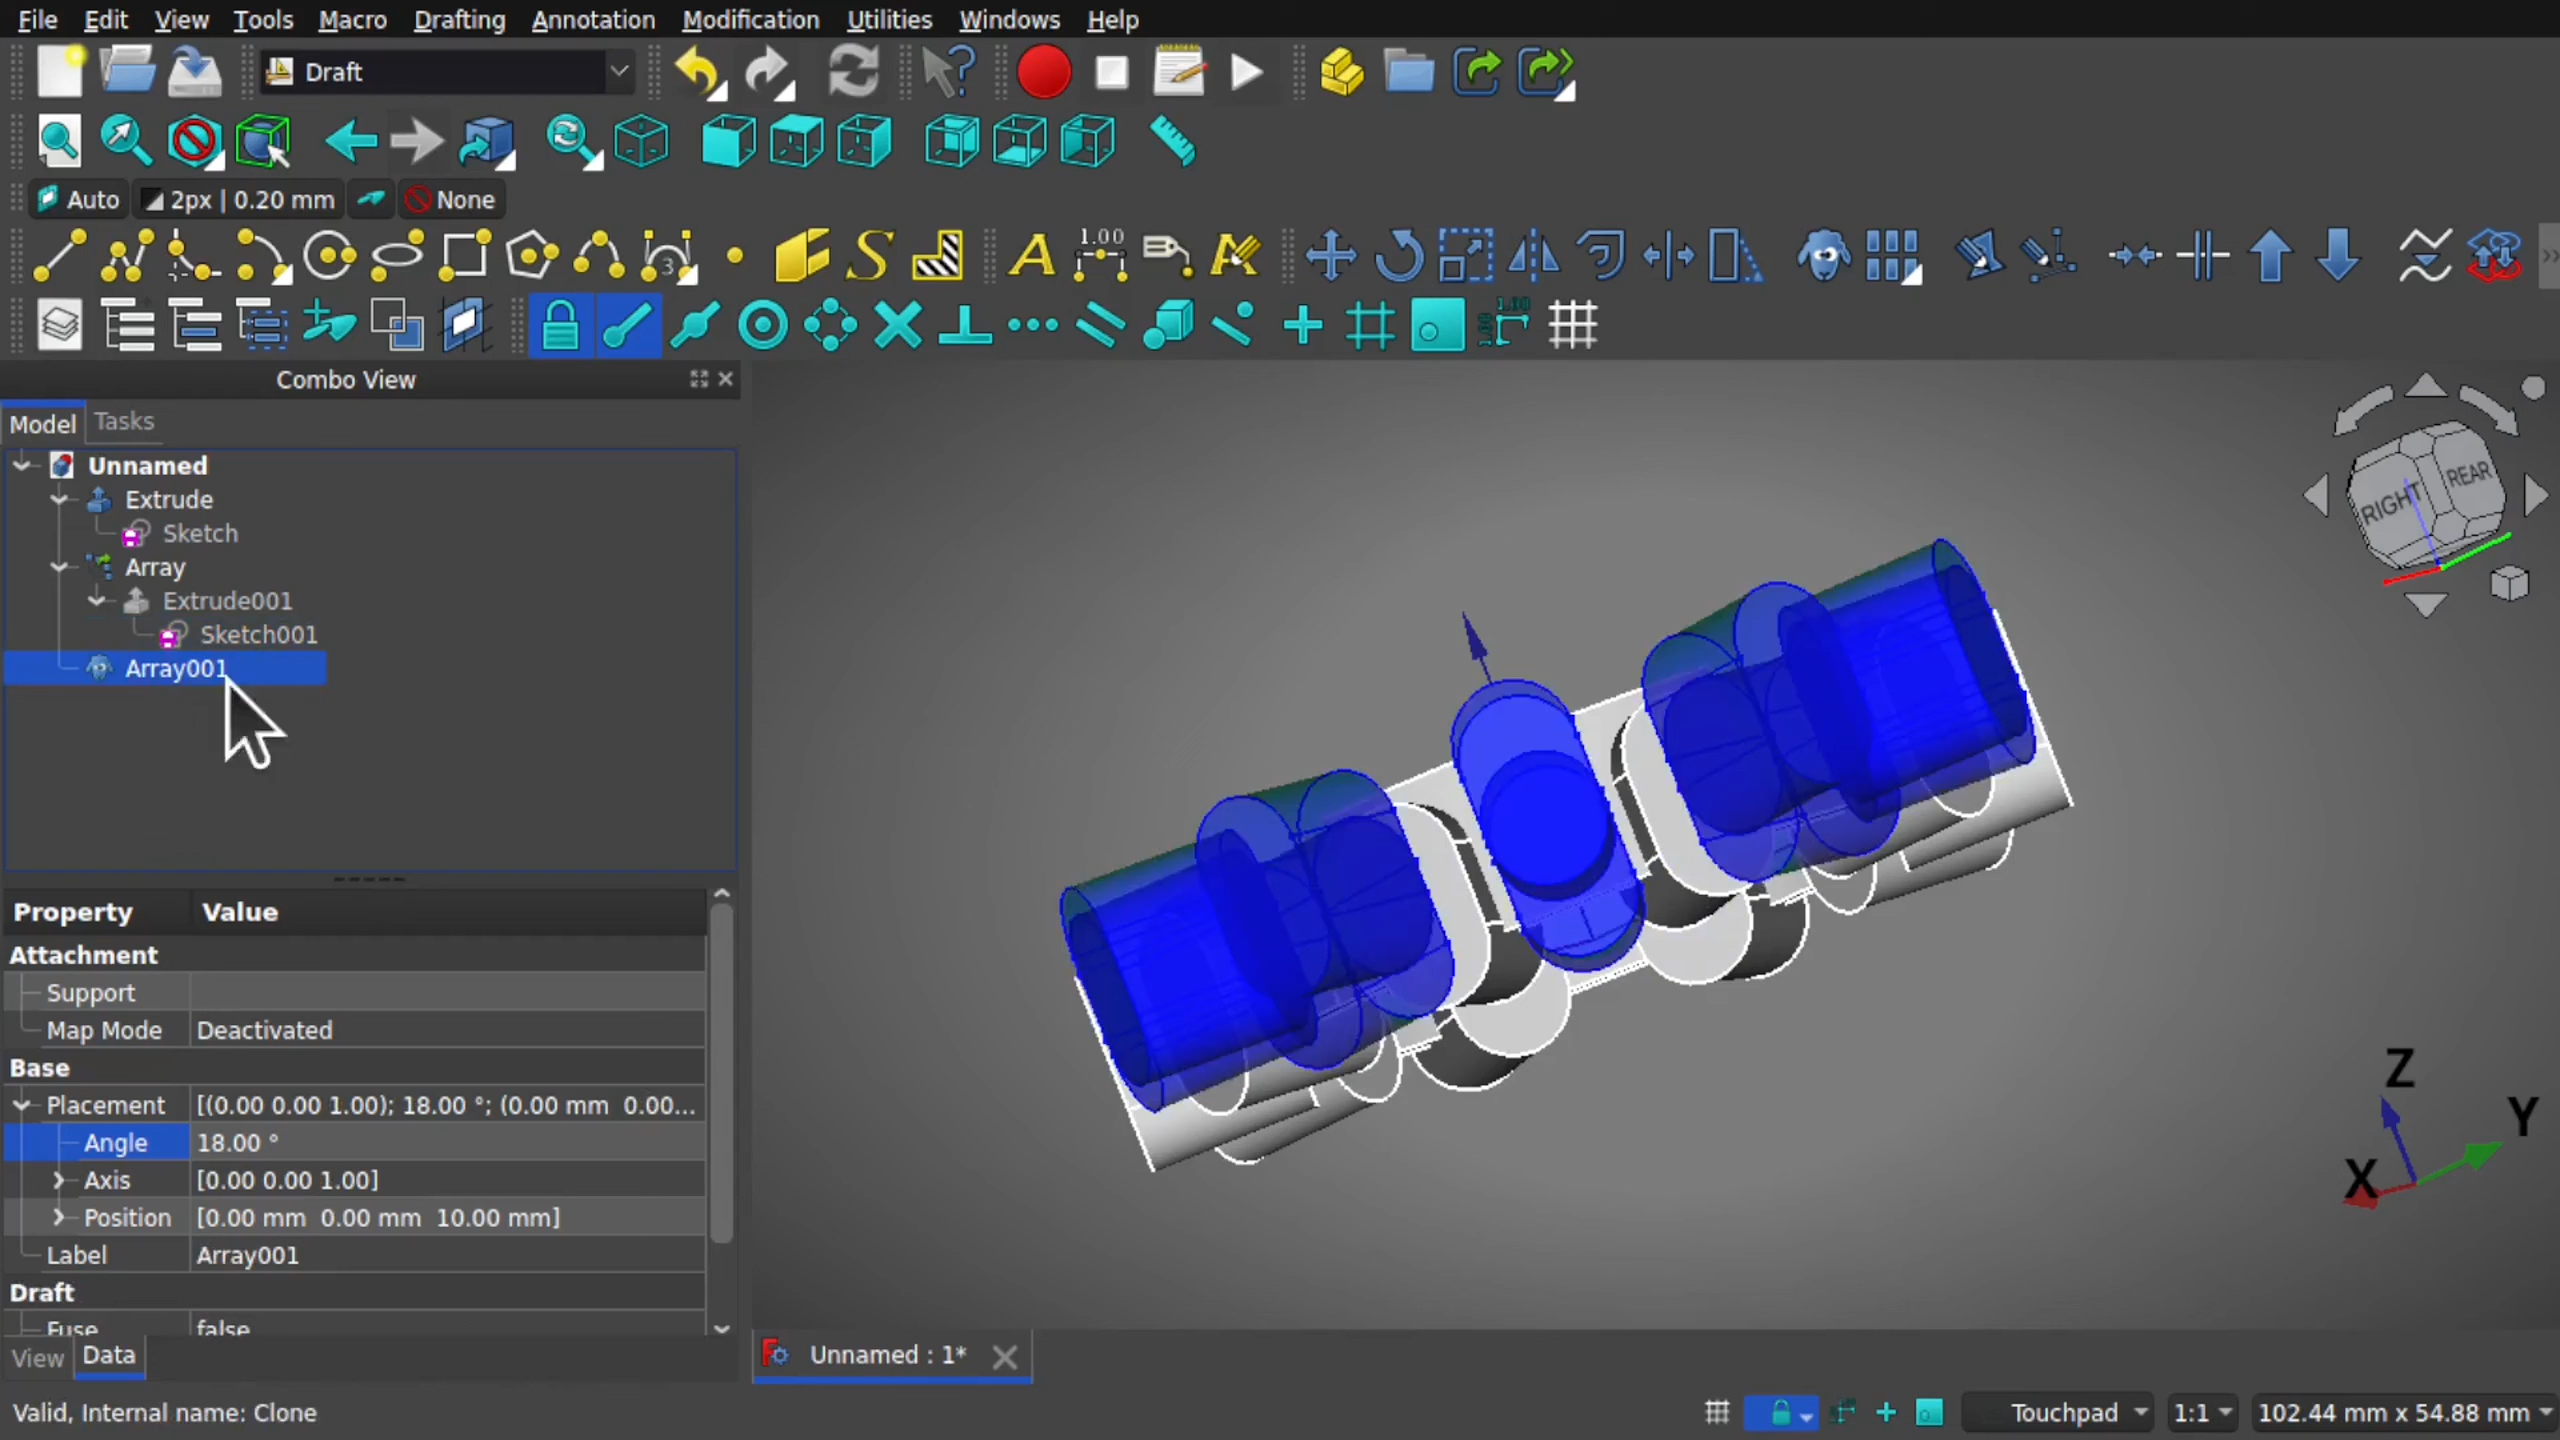 File Edit View Tools Macro Drafting Annotation Modification Utilities Windows Help
Draft
Auto 2px | 0.20 mm None
S A 1.00 A
3
1.00
Combo View
Model Tasks
Unnamed
Extrude
Sketch
Array
Extrude001
Sketch001
Array001
Property Value
Attachment
Support
Map Mode Deactivated
Base
Placement [(0.00 0.00 1.00); 18.00 °; (0.00 mm 0.00...
Angle 18.00 °
Axis [0.00 0.00 1.00]
Position [0.00 mm 0.00 mm 10.00 mm]
Label Array001
Draft
Fuse false
View Data
RIGHT REAR
Z
Y
X
Unnamed : 1*
Valid, Internal name: Clone
Touchpad 1:1 102.44 mm x 54.88 mm